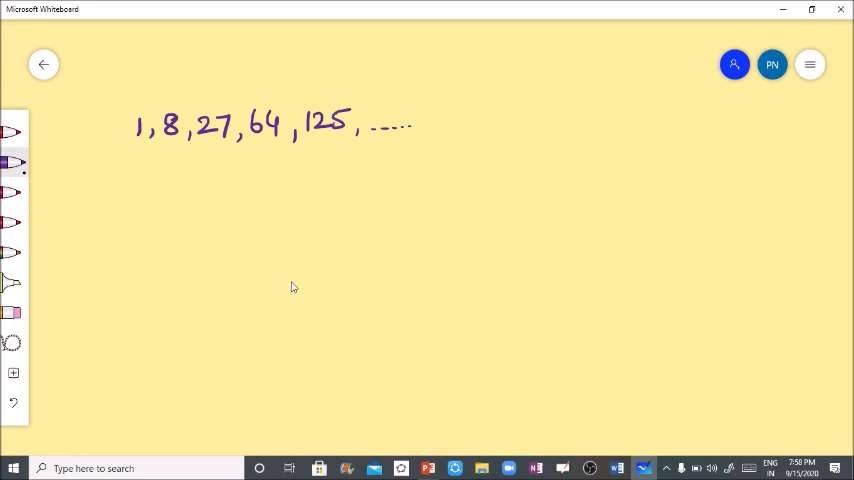 Microsoft Whiteboard
PN
1, 8, 27, 64, 125, ......
Type here to search
ENG
IN
7:58 PM
9/15/2020